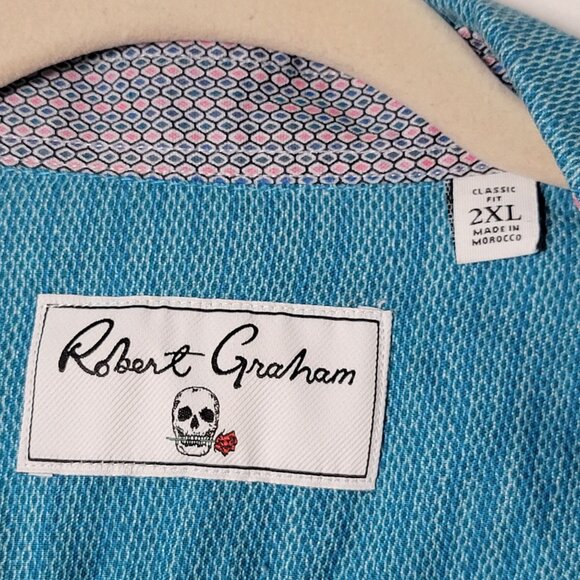 CLASSIC
FIT
2XL
MADE IN
MOROCCO
Robert Graham